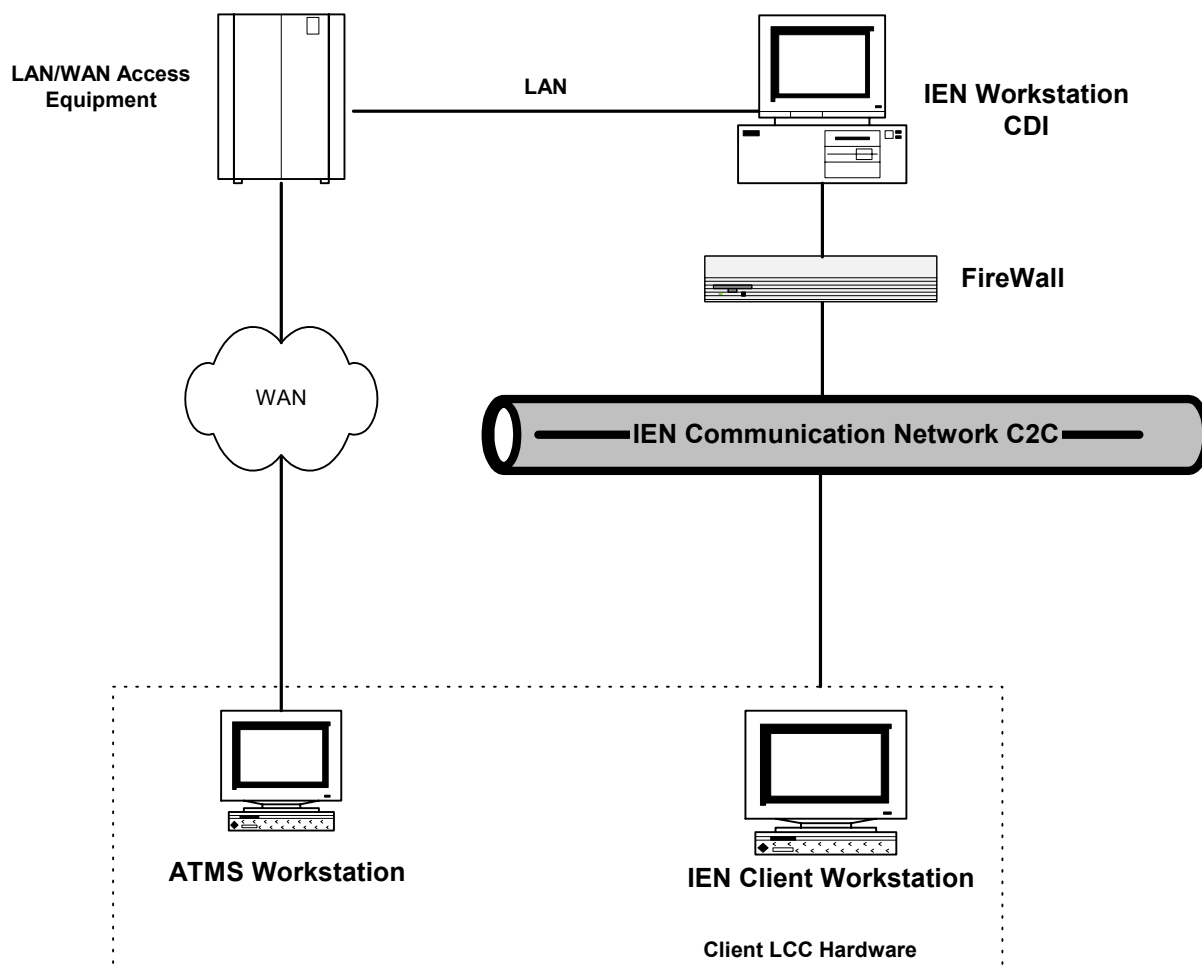 LAN/WAN Access
Equipment
LAN
IEN Workstation
CDI
FireWall
WAN
IEN Communication Network C2C
ATMS Workstation
IEN Client Workstation
Client LCC Hardware